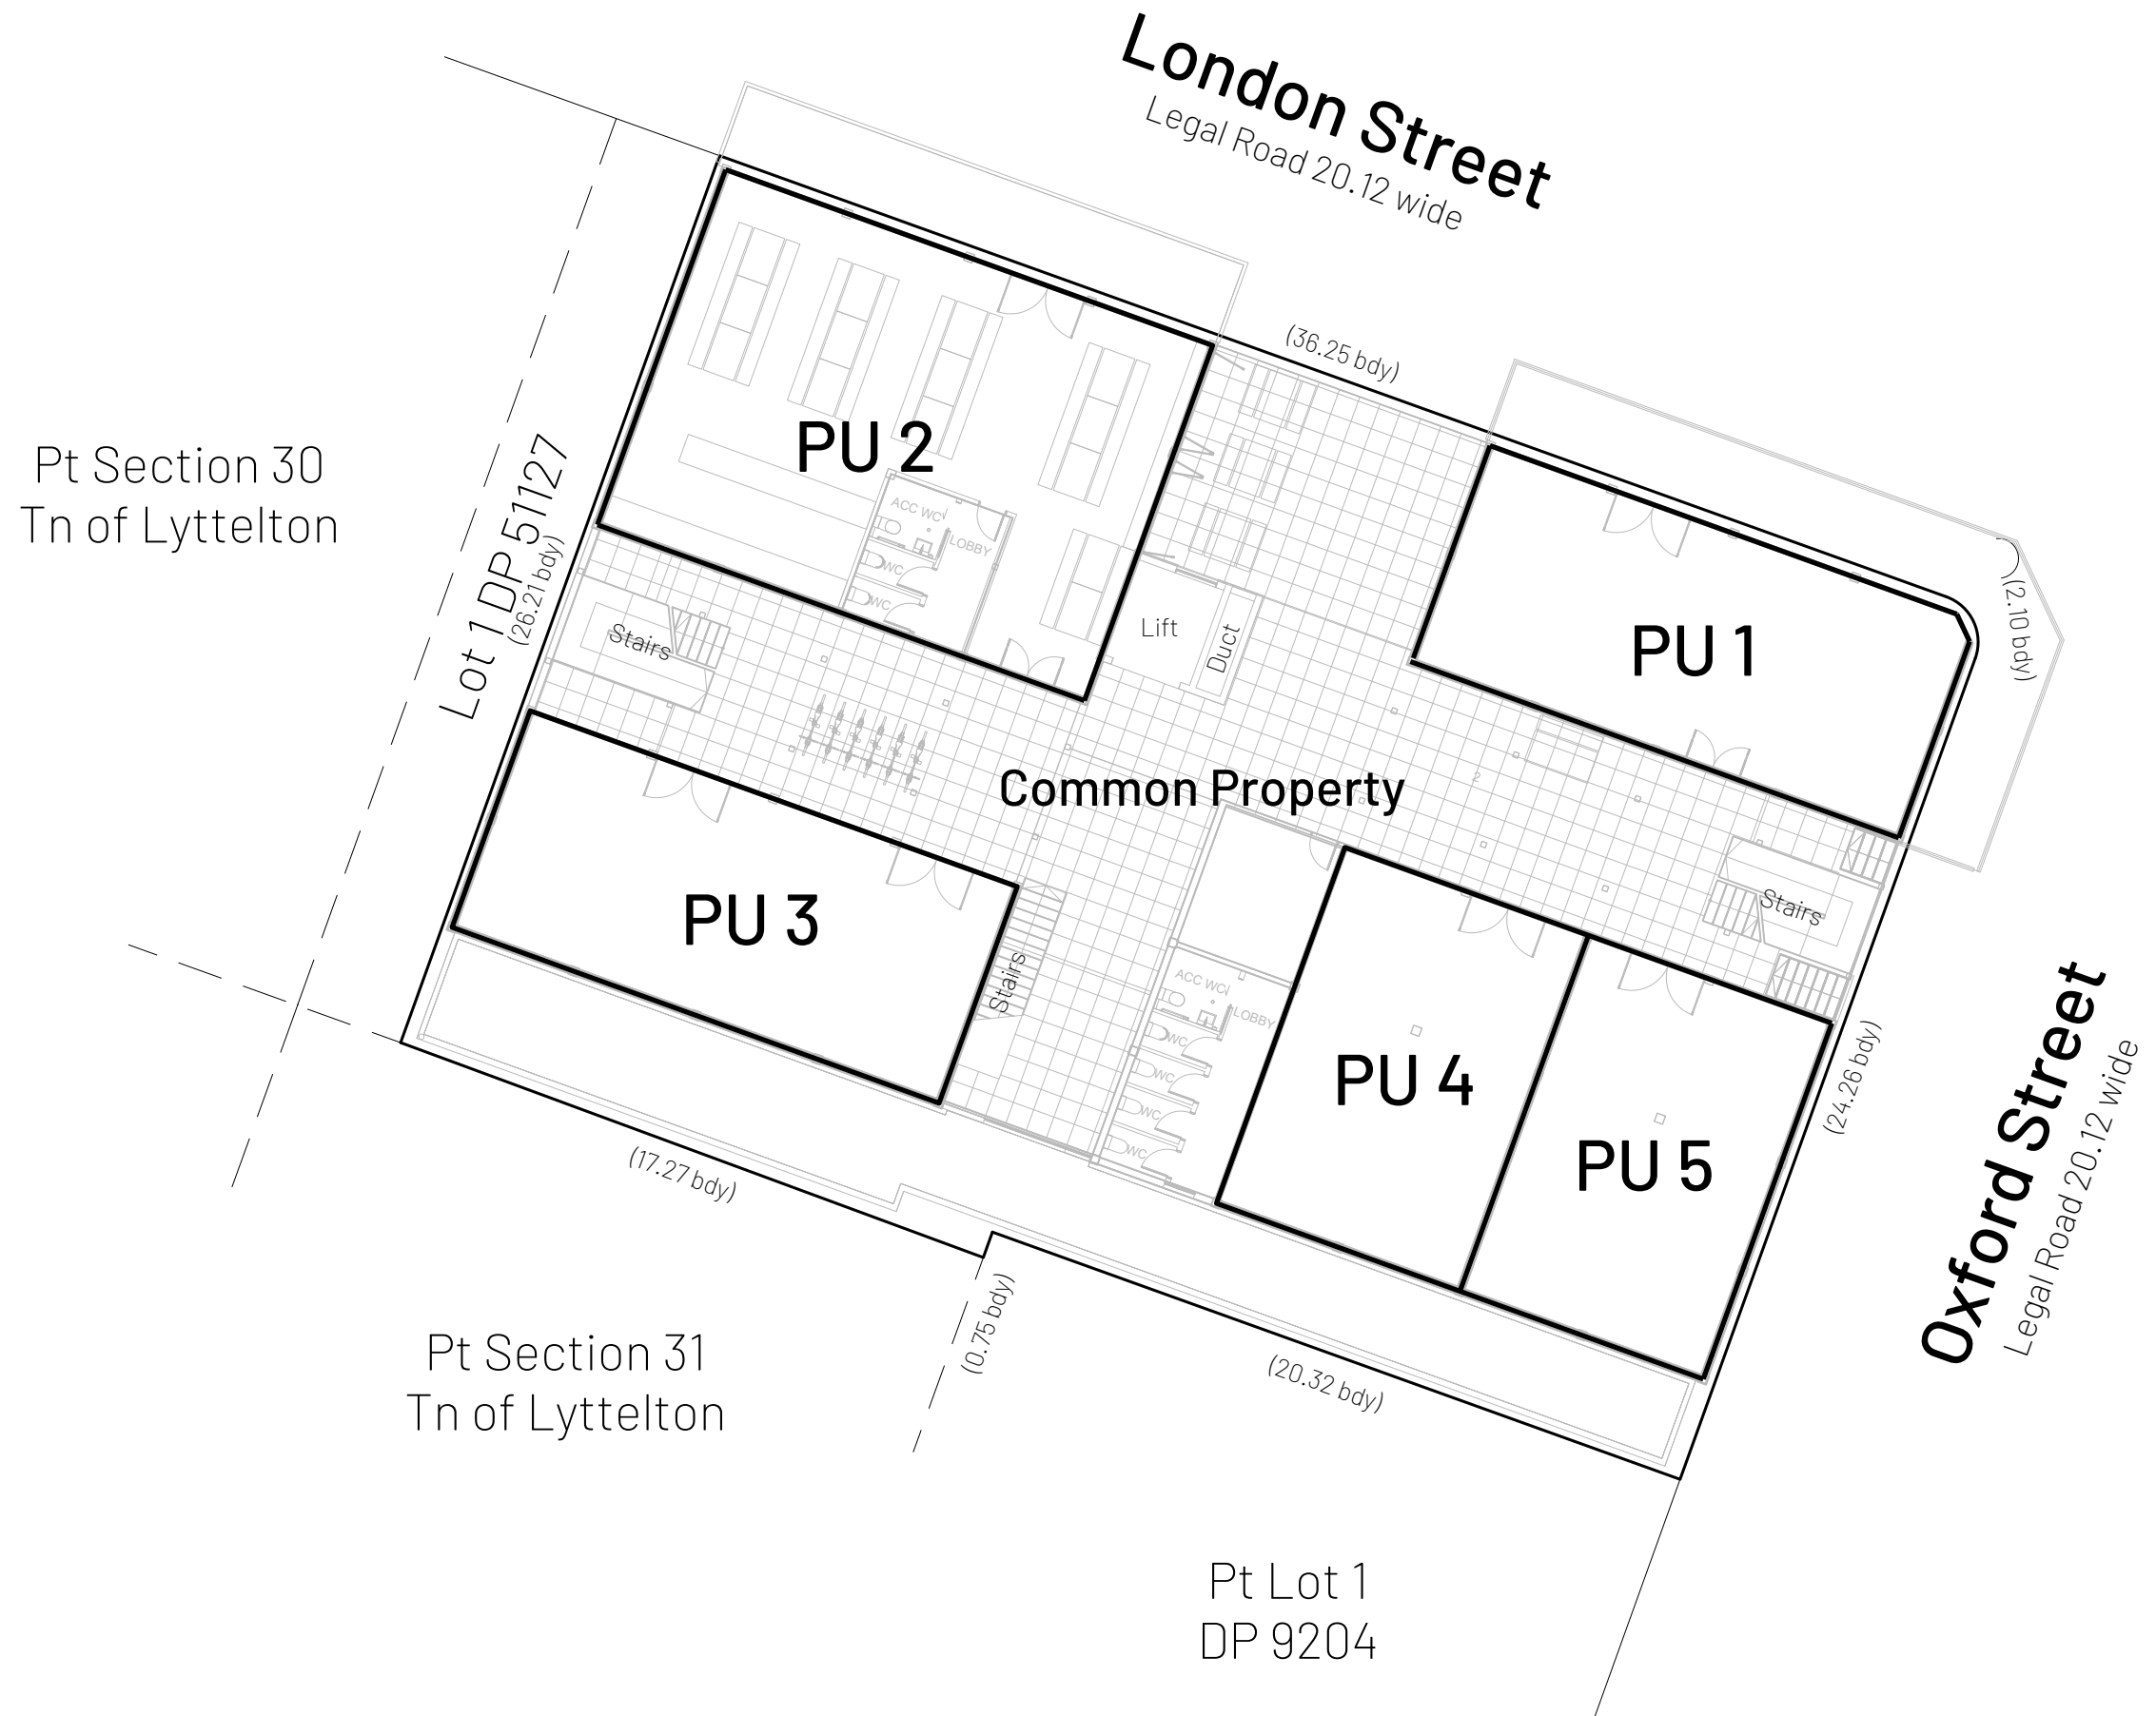 London Street
Legal Road 20.12 wide
(36.25 bdy)
(2.10 bdy)
Pt Section 30
Tn of Lyttelton
Lot 1 DP 51127
(26.21 bdy)
PU 2
ACC WC
LOBBY
WC
WC
Stairs
Lift
Duct
PU 1
2
Common Property
Stairs
PU 3
Stairs
ACC WC
LOBBY
WC
WC
WC
WC
PU 4
PU 5
(24.26 bdy)
Oxford Street
Legal Road 20.12 wide
(17.27 bdy)
(0.75 bdy)
(20.32 bdy)
Pt Section 31
Tn of Lyttelton
Pt Lot 1
DP 9204